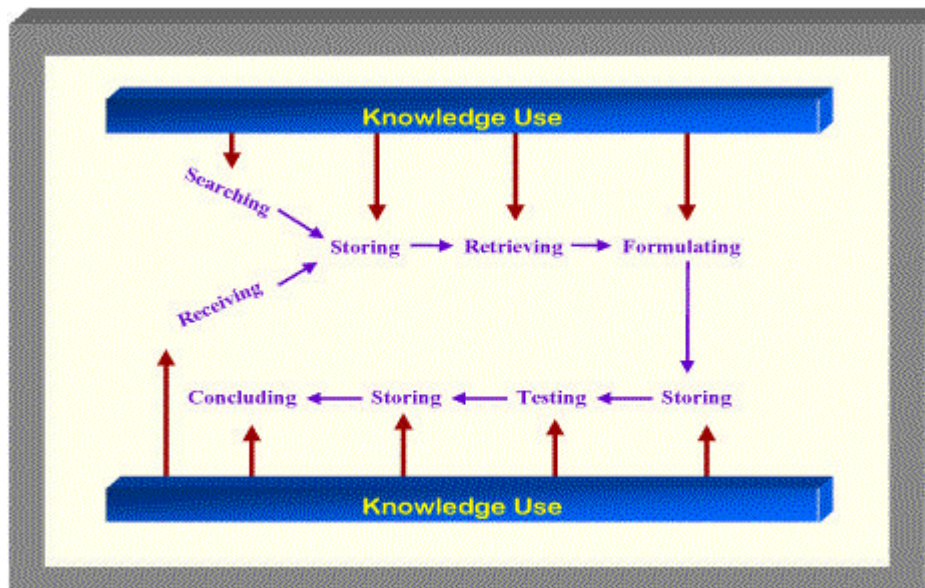 Knowledge Use
Searching
Storing
Retrieving
Formulating
Receiving
Concluding
Storing
Testing
Storing
Knowledge Use